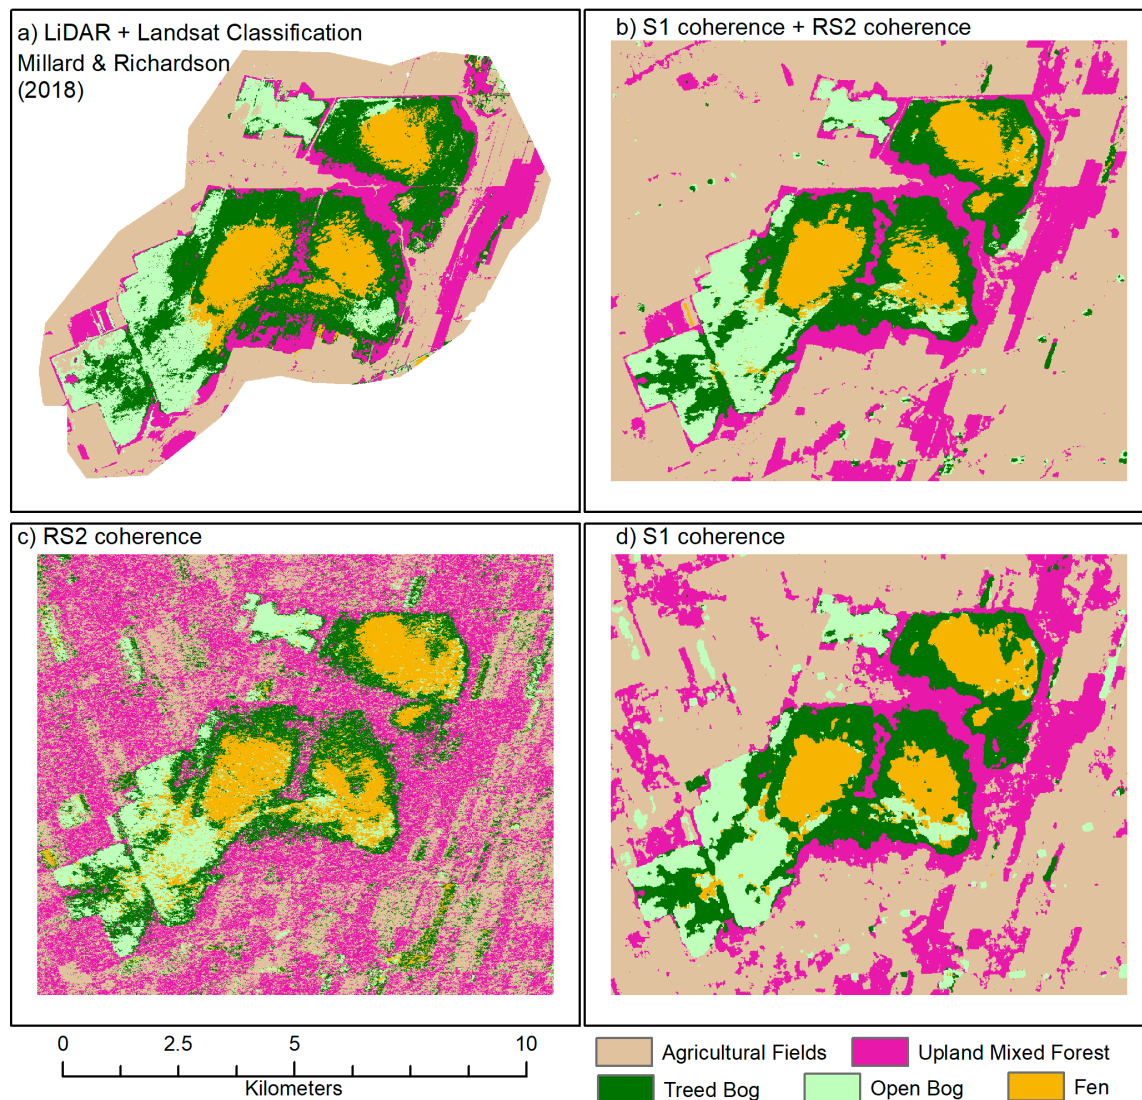 a) LiDAR + Landsat Classification
Millard & Richardson
(2018)
b) S1 coherence + RS2 coherence
c) RS2 coherence
d) S1 coherence
0 2.5 5 10
Kilometers
Agricultural Fields Upland Mixed Forest
Treed Bog Open Bog Fen